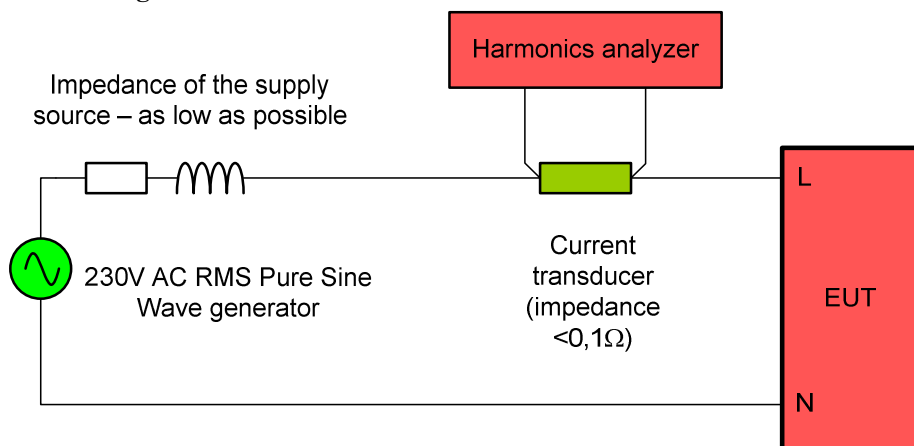 Harmonics analyzer
Impedance of the supply
source – as low as possible
L
230V AC RMS Pure Sine
Wave generator
Current
transducer
(impedance
<0,1Ω)
EUT
N